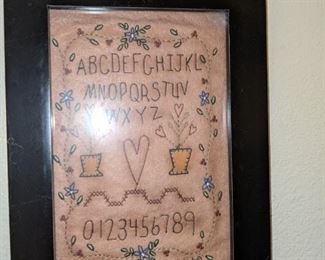 ABCDEFGHIJKL
MNOPQRSTUV
WXYZ
0123456789